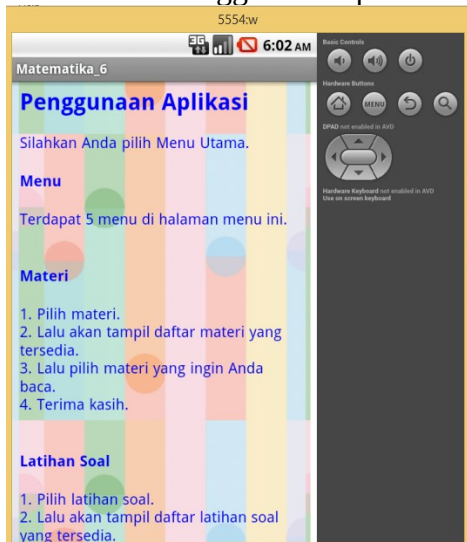 5554:w
3G 6:02 AM
Matematika_6
Penggunaan Aplikasi
Silahkan Anda pilih Menu Utama.
Menu
Terdapat 5 menu di halaman menu ini.
Materi
1. Pilih materi.
2. Lalu akan tampil daftar materi yang
tersedia.
3. Lalu pilih materi yang ingin Anda
baca.
4. Terima kasih.
Latihan Soal
1. Pilih latihan soal.
2. Lalu akan tampil daftar latihan soal
yang tersedia.
Basic Controls
Hardware Buttons
MENU
DPAD not enabled in AVD
Hardware Keyboard not enabled in AVD
Use on screen keyboard